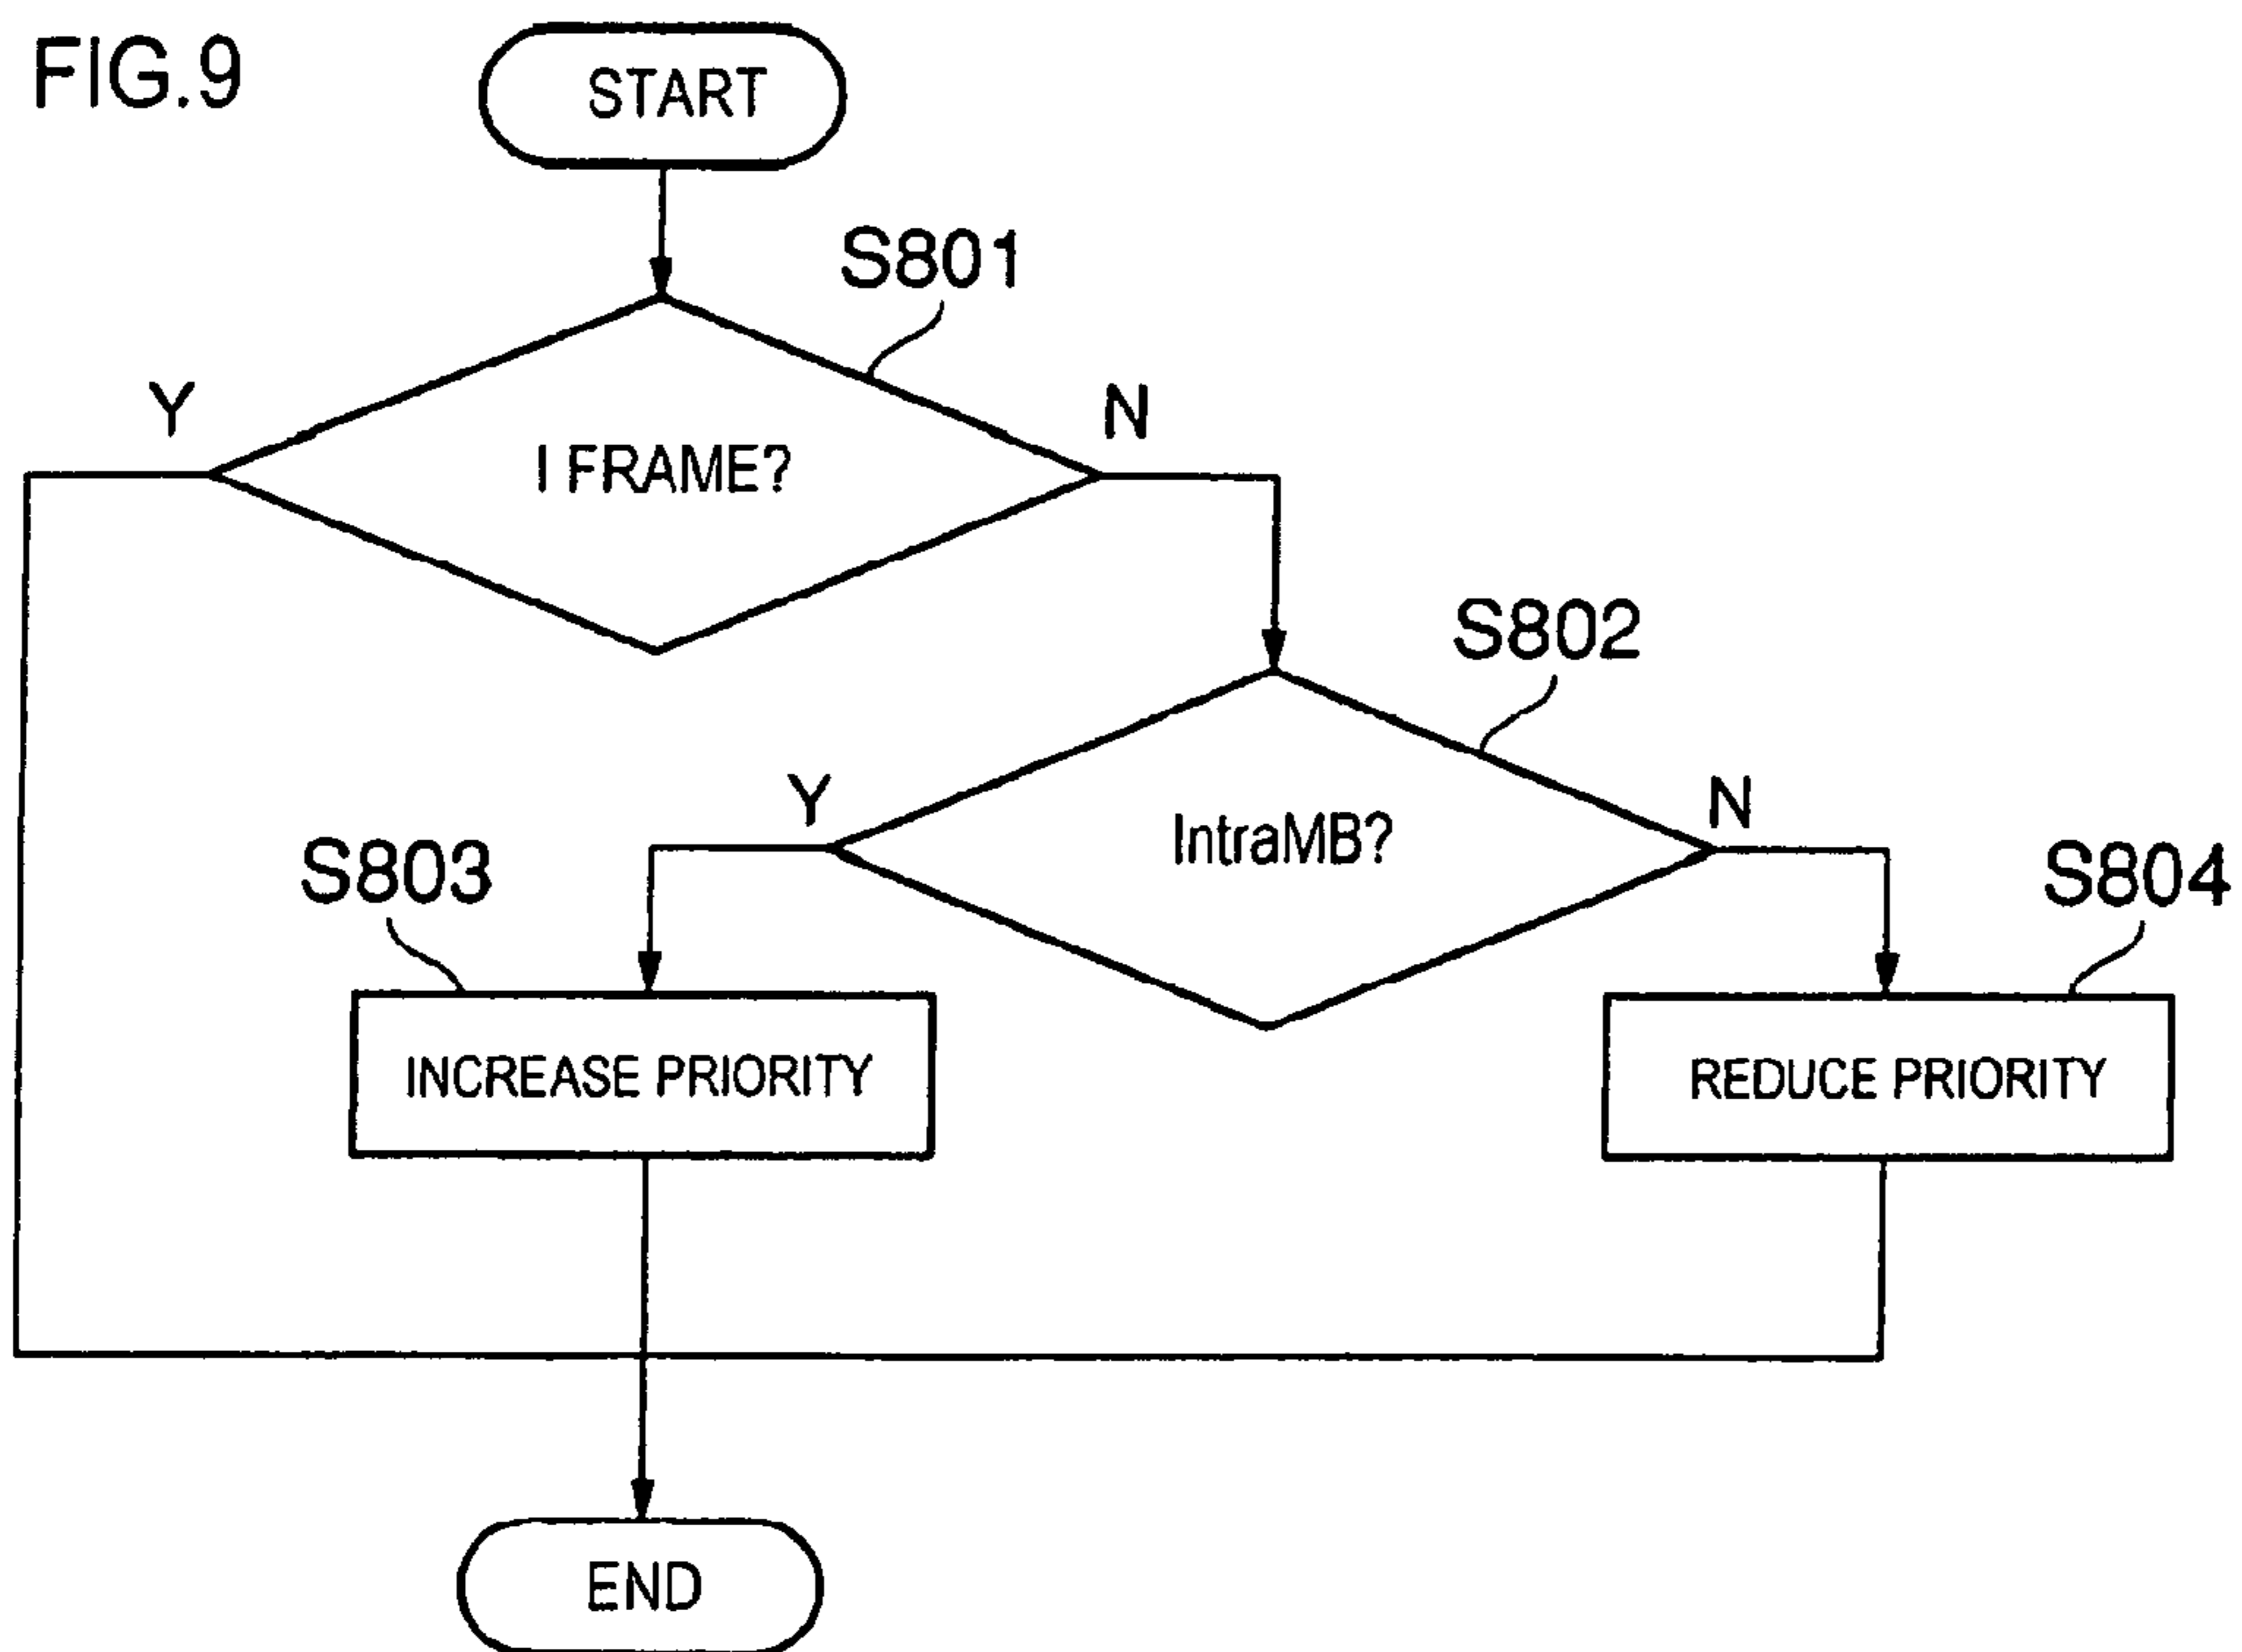 FIG.9
START
S801
Y
N
I FRAME?
S802
Y
N
IntraMB?
S803
S804
INCREASE PRIORITY
REDUCE PRIORITY
END